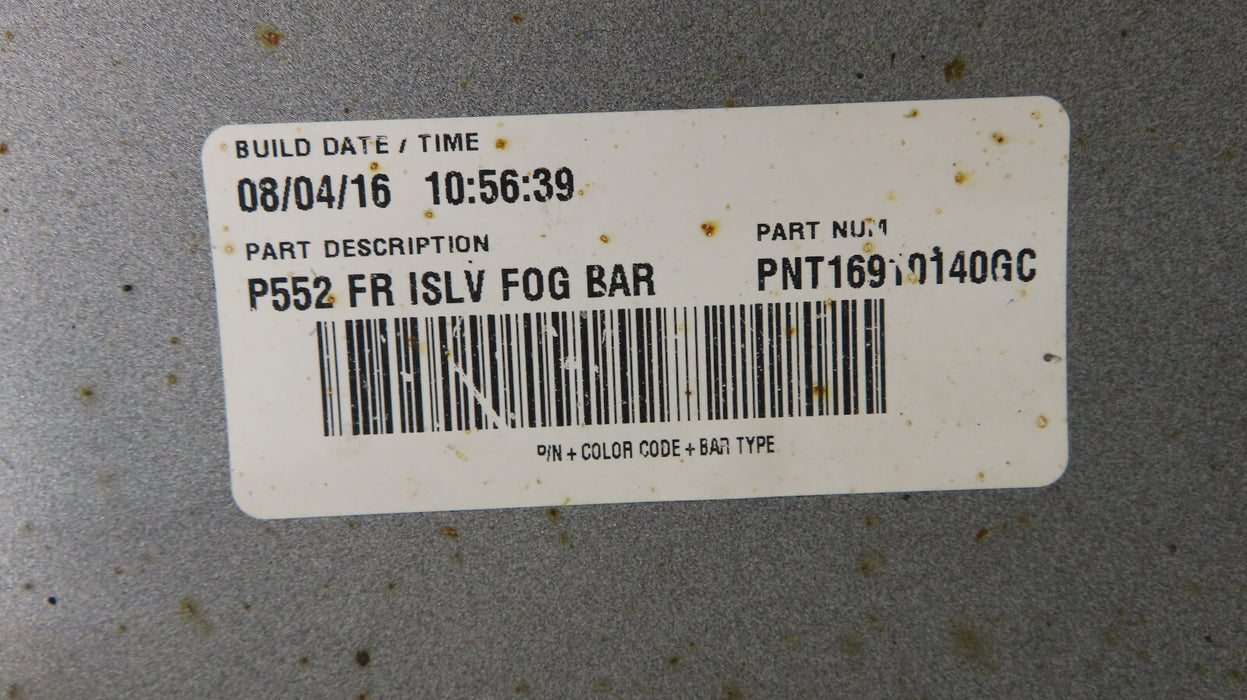 BUILD DATE / TIME
08/04/16 10:56:39
PART DESCRIPTION
PART NUM
P552 FR ISLV FOG BAR
PNT16910140GC
P/N + COLOR CODE + BAR TYPE